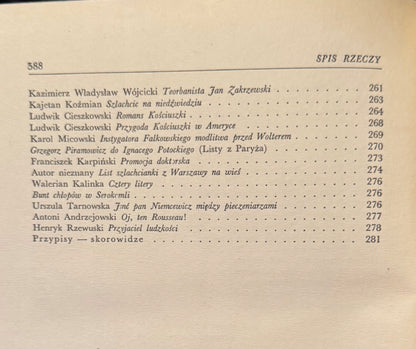 388 SPIS RZECZY
Kazimierz Władysław Wójcicki Teorbanista Jan Zakrzewski . . . . . 261
Kajetan Koźmian Szlachcic na niedźwiedziu . . . . . 263
Ludwik Cieszkowski Romans Kościuszki . . . . . 264
Ludwik Cieszkowski Przygoda Kościuszki w Ameryce . . . . . 268
Karol Micowski Instygatora Falkowskiego modlitwa przed Wolterem . . . . . 269
Grzegorz Piramowicz do Ignacego Potockiego (Listy z Paryża) . . . . . 270
Franciszek Karpiński Promocja doktorska . . . . . 273
Autor nieznany List szlachcianki z Warszawy na wieś . . . . . 274
Walerian Kalinka Cztery litery . . . . . 276
Bunt chłopów w Serokomli . . . . . 276
Urszula Tarnowska Jmć pan Niemcewicz między pieczeniarzami . . . . . 276
Antoni Andrzejowski Oj, ten Rousseau! . . . . . 277
Henryk Rzewuski Przyjaciel ludzkości . . . . . 278
Przypisy — skorowidze . . . . . 281